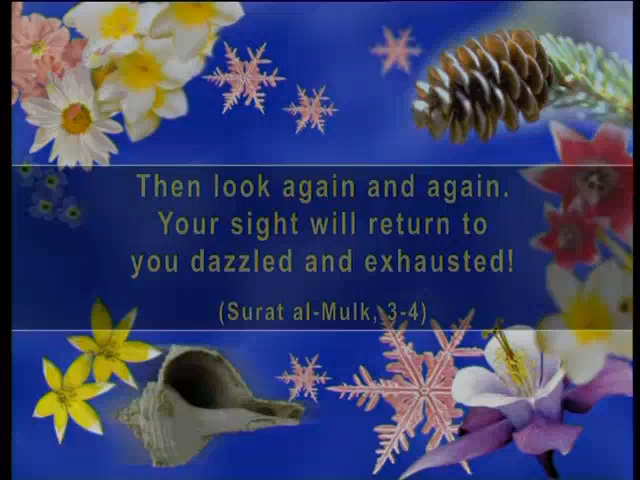 Then look again and again.
Your sight will return to
you dazzled and exhausted!
(Surat al-Mulk, 3-4)